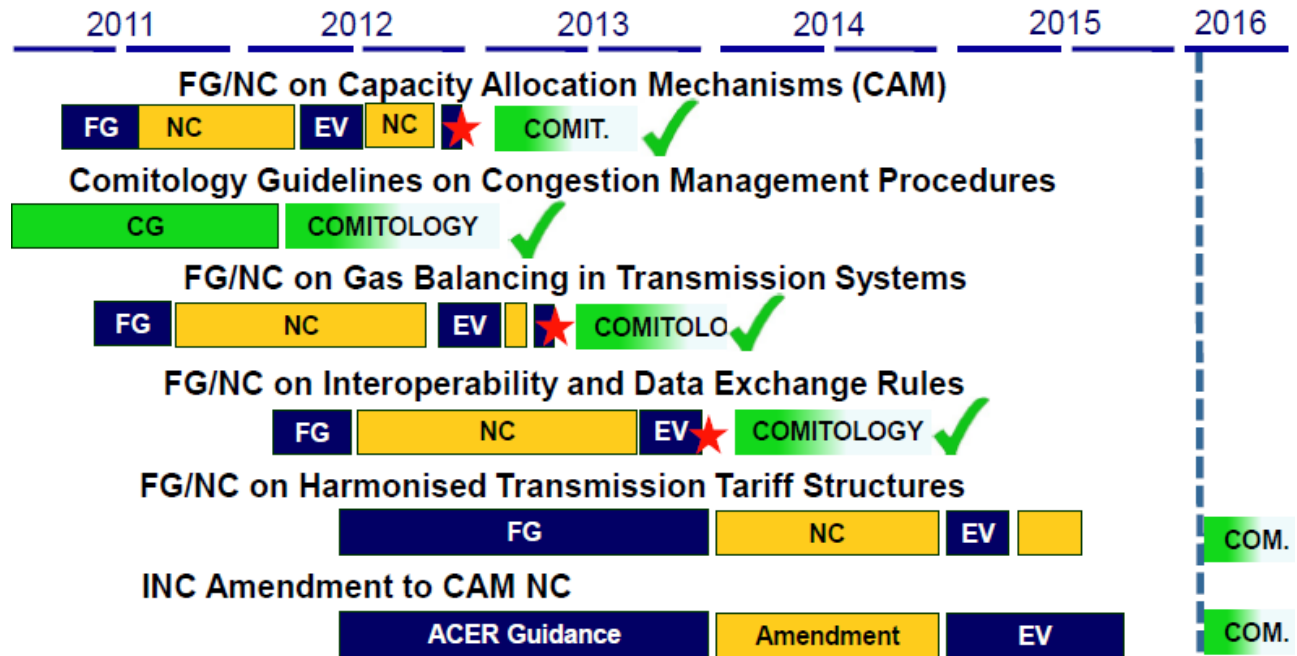 2011 2012 2013 2014 2015 2016
FG/NC on Capacity Allocation Mechanisms (CAM)
FG NC EV NC COMIT.
Comitology Guidelines on Congestion Management Procedures
CG COMITOLOGY
FG/NC on Gas Balancing in Transmission Systems
FG NC EV COMITOLO
FG/NC on Interoperability and Data Exchange Rules
FG NC EV COMITOLOGY
FG/NC on Harmonised Transmission Tariff Structures
FG NC EV COM.
INC Amendment to CAM NC
ACER Guidance Amendment EV COM.